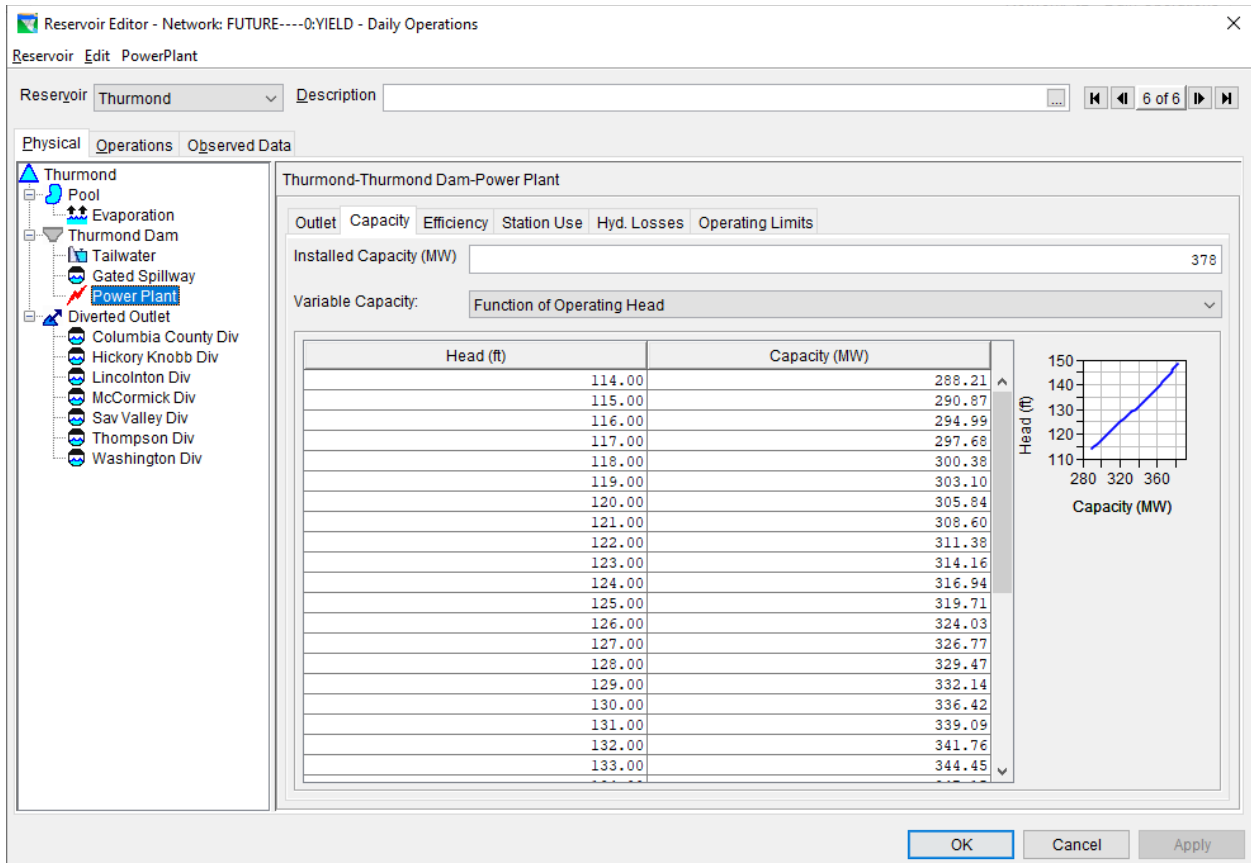 Reservoir Editor - Network: FUTURE----0:YIELD - Daily Operations
Reservoir Edit PowerPlant
Reservoir Thurmond Description ... 6 of 6
Physical Operations Observed Data
Thurmond
Pool
Evaporation
Thurmond Dam
Tailwater
Gated Spillway
Power Plant
Diverted Outlet
Columbia County Div
Hickory Knobb Div
Lincolnton Div
McCormick Div
Sav Valley Div
Thompson Div
Washington Div
Thurmond-Thurmond Dam-Power Plant
Outlet Capacity Efficiency Station Use Hyd. Losses Operating Limits
Installed Capacity (MW) 378
Variable Capacity: Function of Operating Head
Head (ft) Capacity (MW)
114.00 288.21
115.00 290.87
116.00 294.99
117.00 297.68
118.00 300.38
119.00 303.10
120.00 305.84
121.00 308.60
122.00 311.38
123.00 314.16
124.00 316.94
125.00 319.71
126.00 324.03
127.00 326.77
128.00 329.47
129.00 332.14
130.00 336.42
131.00 339.09
132.00 341.76
133.00 344.45
Head (ft)
150
140
130
120
110
280 320 360
Capacity (MW)
OK Cancel Apply